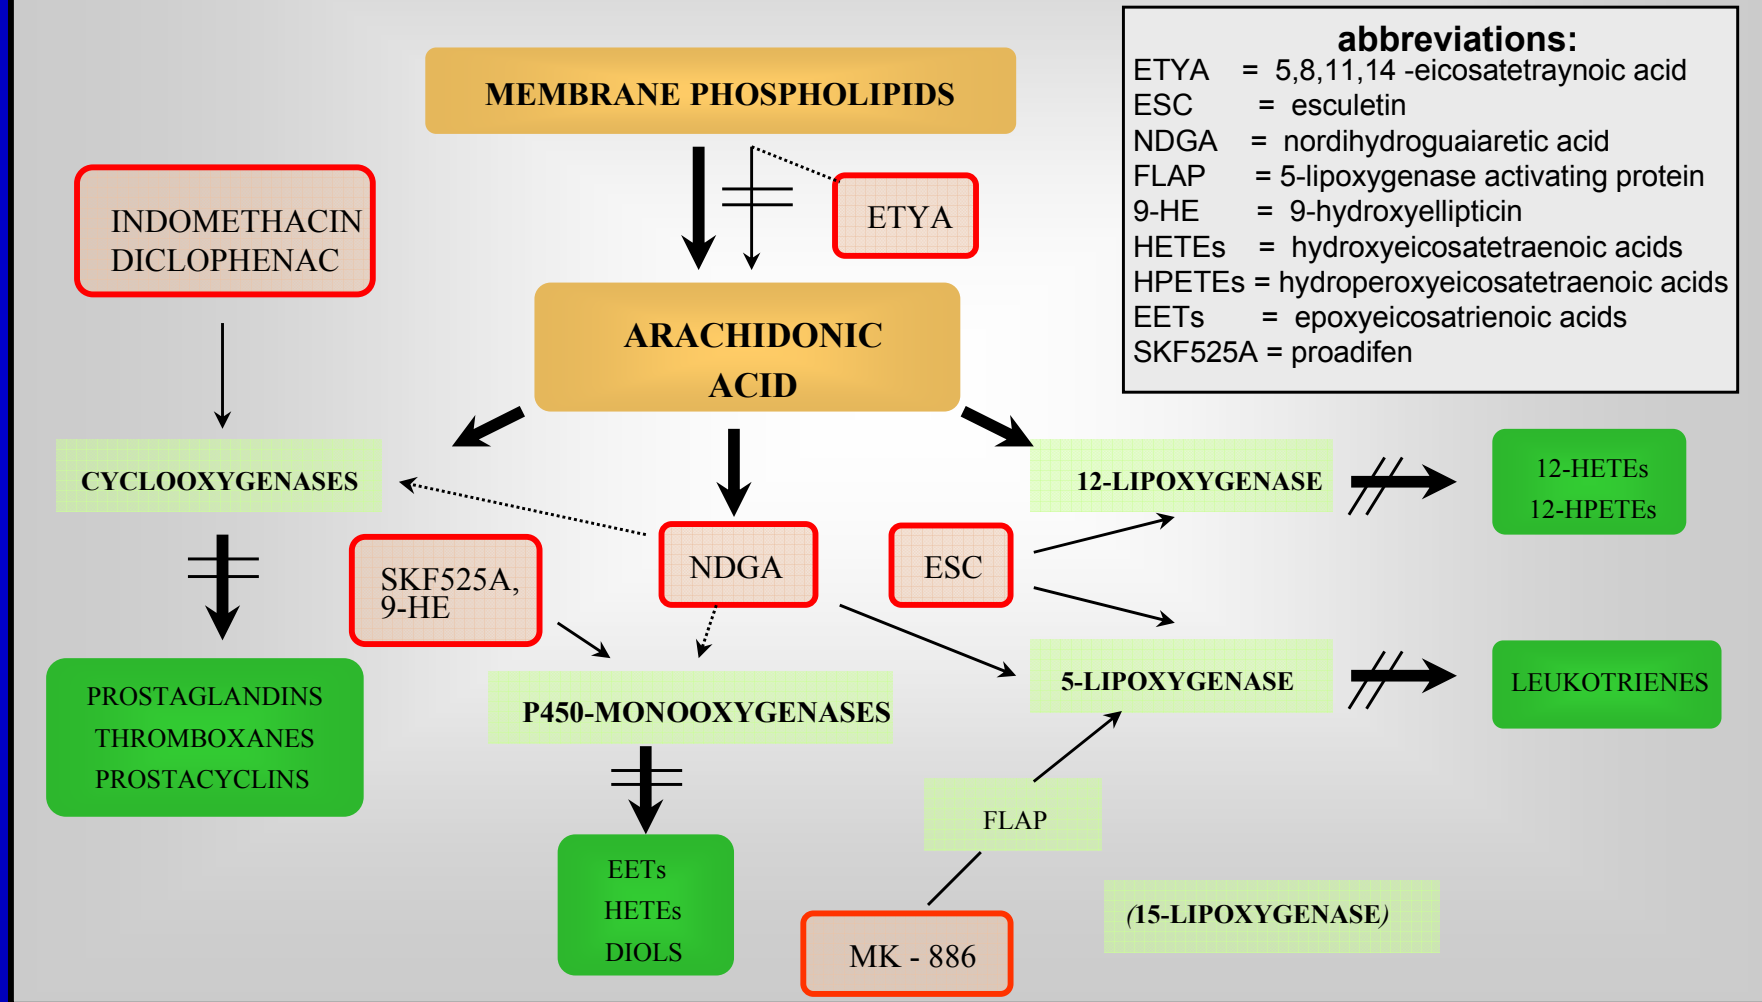 abbreviations:
ETYA = 5,8,11,14 -eicosatetraynoic acid
ESC = esculetin
NDGA = nordihydroguaiaretic acid
FLAP = 5-lipoxygenase activating protein
9-HE = 9-hydroxyellipticin
HETEs = hydroxyeicosatetraenoic acids
HPETEs = hydroperoxyeicosatetraenoic acids
EETs = epoxyeicosatrienoic acids
SKF525A = proadifen
MEMBRANE PHOSPHOLIPIDS
INDOMETHACIN
DICLOPHENAC
ETYA
ARACHIDONIC
ACID
CYCLOOXYGENASES
12-LIPOXYGENASE
12-HETEs
12-HPETEs
SKF525A,
9-HE
NDGA
ESC
PROSTAGLANDINS
THROMBOXANES
PROSTACYCLINS
P450-MONOOXYGENASES
5-LIPOXYGENASE
LEUKOTRIENES
FLAP
EETs
HETEs
DIOLS
MK - 886
(15-LIPOXYGENASE)